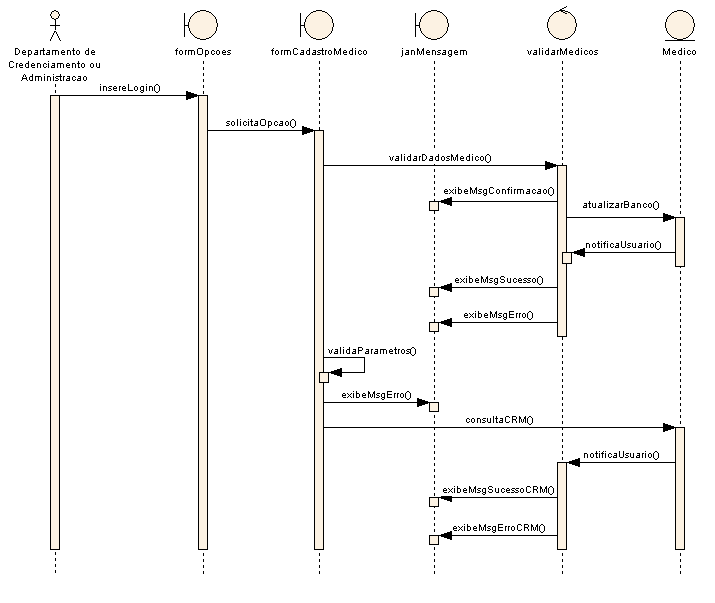 Departamento de
Credenciamento ou
Administracao
formOpcoes
formCadastroMedico
janMensagem
validarMedicos
Medico
insereLogin()
solicitaOpcao()
validarDadosMedico()
exibeMsgConfirmacao()
atualizarBanco()
notificaUsuario()
exibeMsgSucesso()
exibeMsgErro()
validaParametros()
exibeMsgErro()
consultaCRM()
notificaUsuario()
exibeMsgSucessoCRM()
exibeMsgErroCRM()